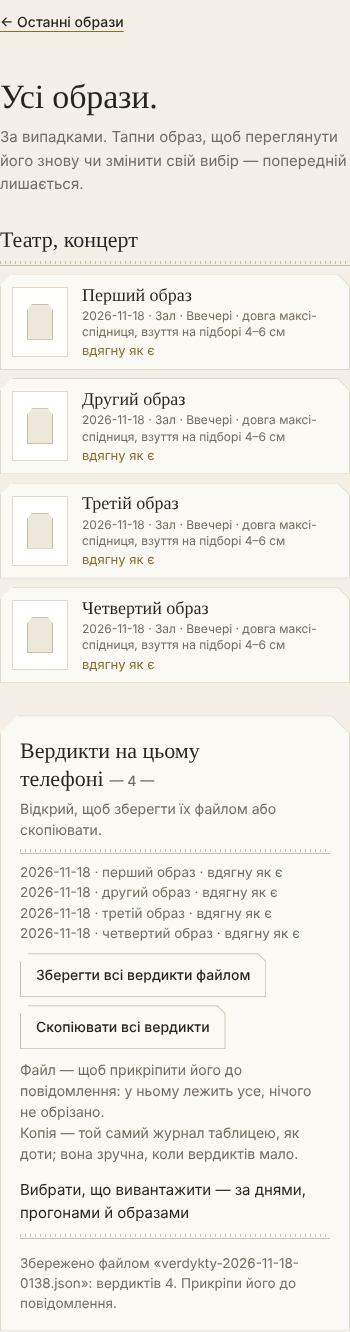 ← Останні образи
Усі образи.
За випадками. Тапни образ, щоб переглянути
його знову чи змінити свій вибір — попередній
лишається.
Театр, концерт
Перший образ
2026-11-18 · Зал · Ввечері · довга максі-
спідниця, взуття на підборі 4–6 см
вдягну як є
Другий образ
2026-11-18 · Зал · Ввечері · довга максі-
спідниця, взуття на підборі 4–6 см
вдягну як є
Третій образ
2026-11-18 · Зал · Ввечері · довга максі-
спідниця, взуття на підборі 4–6 см
вдягну як є
Четвертий образ
2026-11-18 · Зал · Ввечері · довга максі-
спідниця, взуття на підборі 4–6 см
вдягну як є
Вердикти на цьому
телефоні — 4 —
Відкрий, щоб зберегти їх файлом або
скопіювати.
2026-11-18 · перший образ · вдягну як є
2026-11-18 · другий образ · вдягну як є
2026-11-18 · третій образ · вдягну як є
2026-11-18 · четвертий образ · вдягну як є
Зберегти всі вердикти файлом
Скопіювати всі вердикти
Файл — щоб прикріпити його до
повідомлення: у ньому лежить усе, нічого
не обрізано.
Копія — той самий журнал таблицею, як
доти; вона зручна, коли вердиктів мало.
Вибрати, що вивантажити — за днями,
прогонами й образами
Збережено файлом «verdykty-2026-11-18-
0138.json»: вердиктів 4. Прикріпи його до
повідомлення.